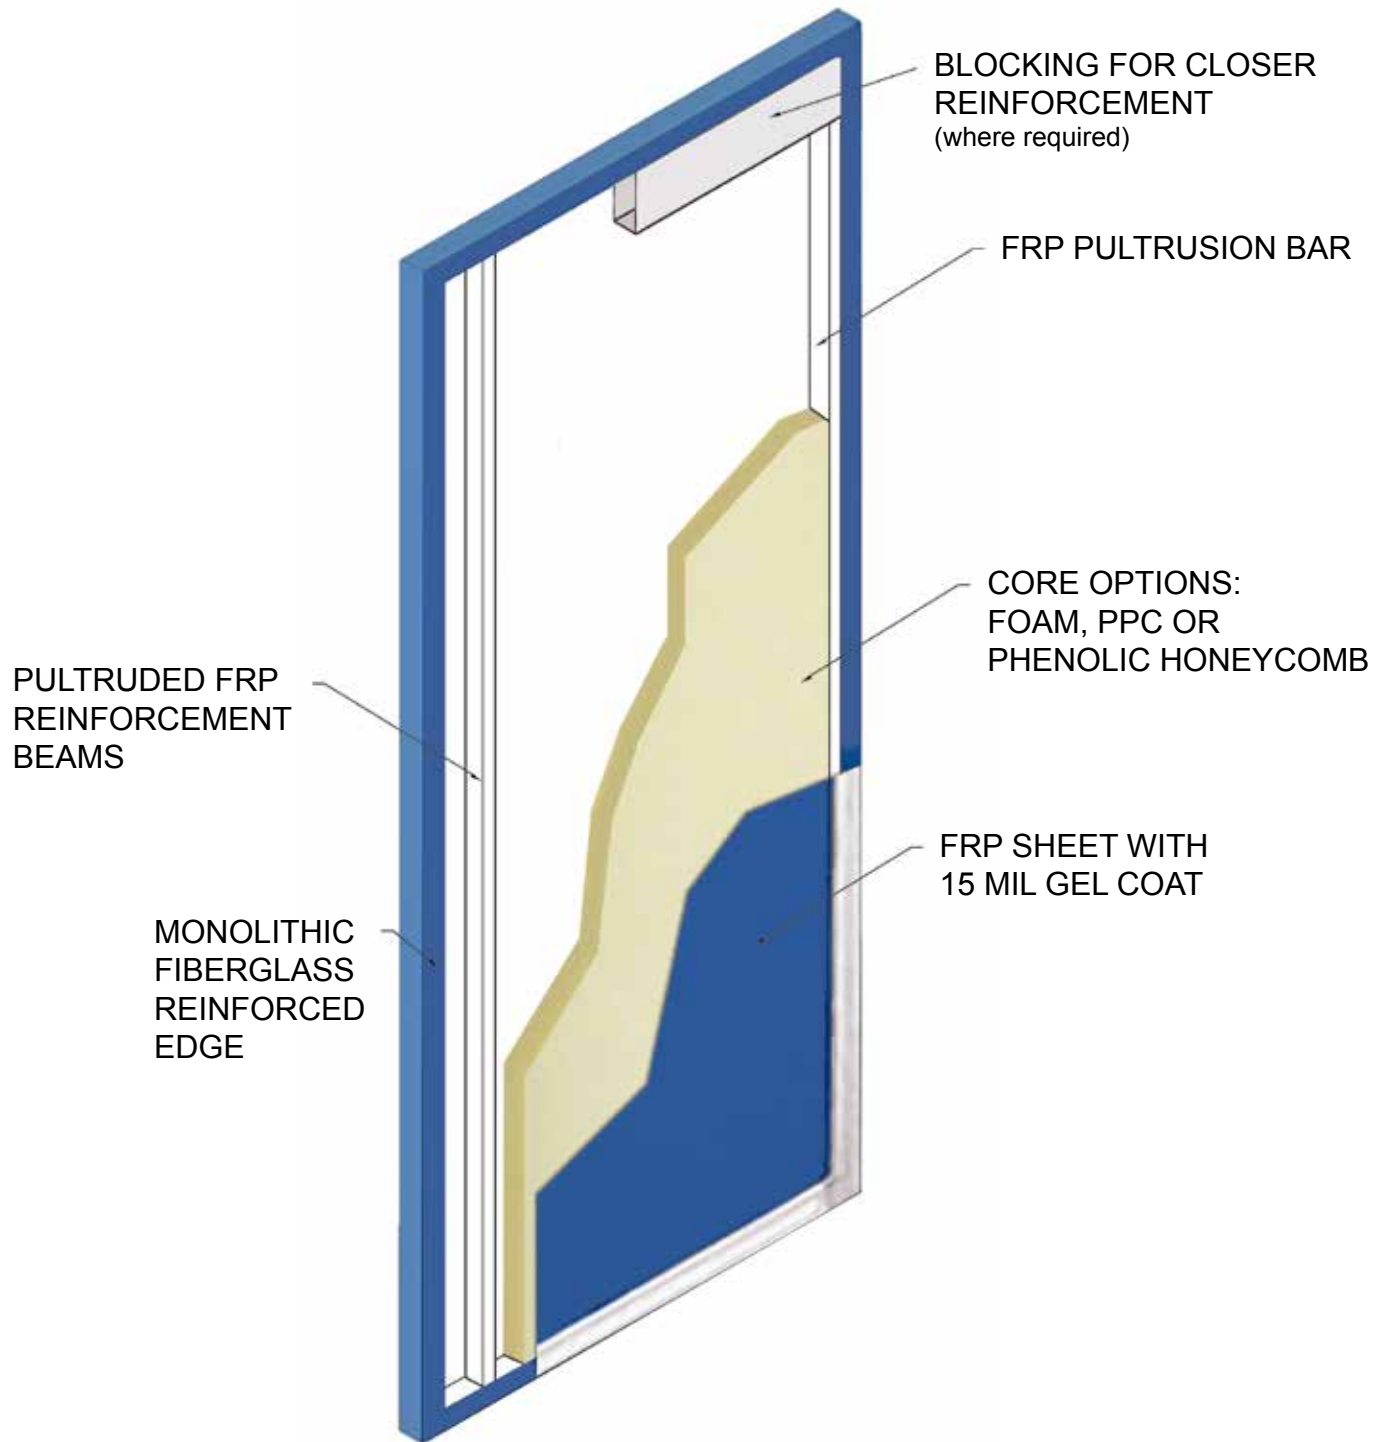 BLOCKING FOR CLOSER
REINFORCEMENT
(where required)
FRP PULTRUSION BAR
CORE OPTIONS:
FOAM, PPC OR
PHENOLIC HONEYCOMB
PULTRUDED FRP
REINFORCEMENT
BEAMS
FRP SHEET WITH
15 MIL GEL COAT
MONOLITHIC
FIBERGLASS
REINFORCED
EDGE